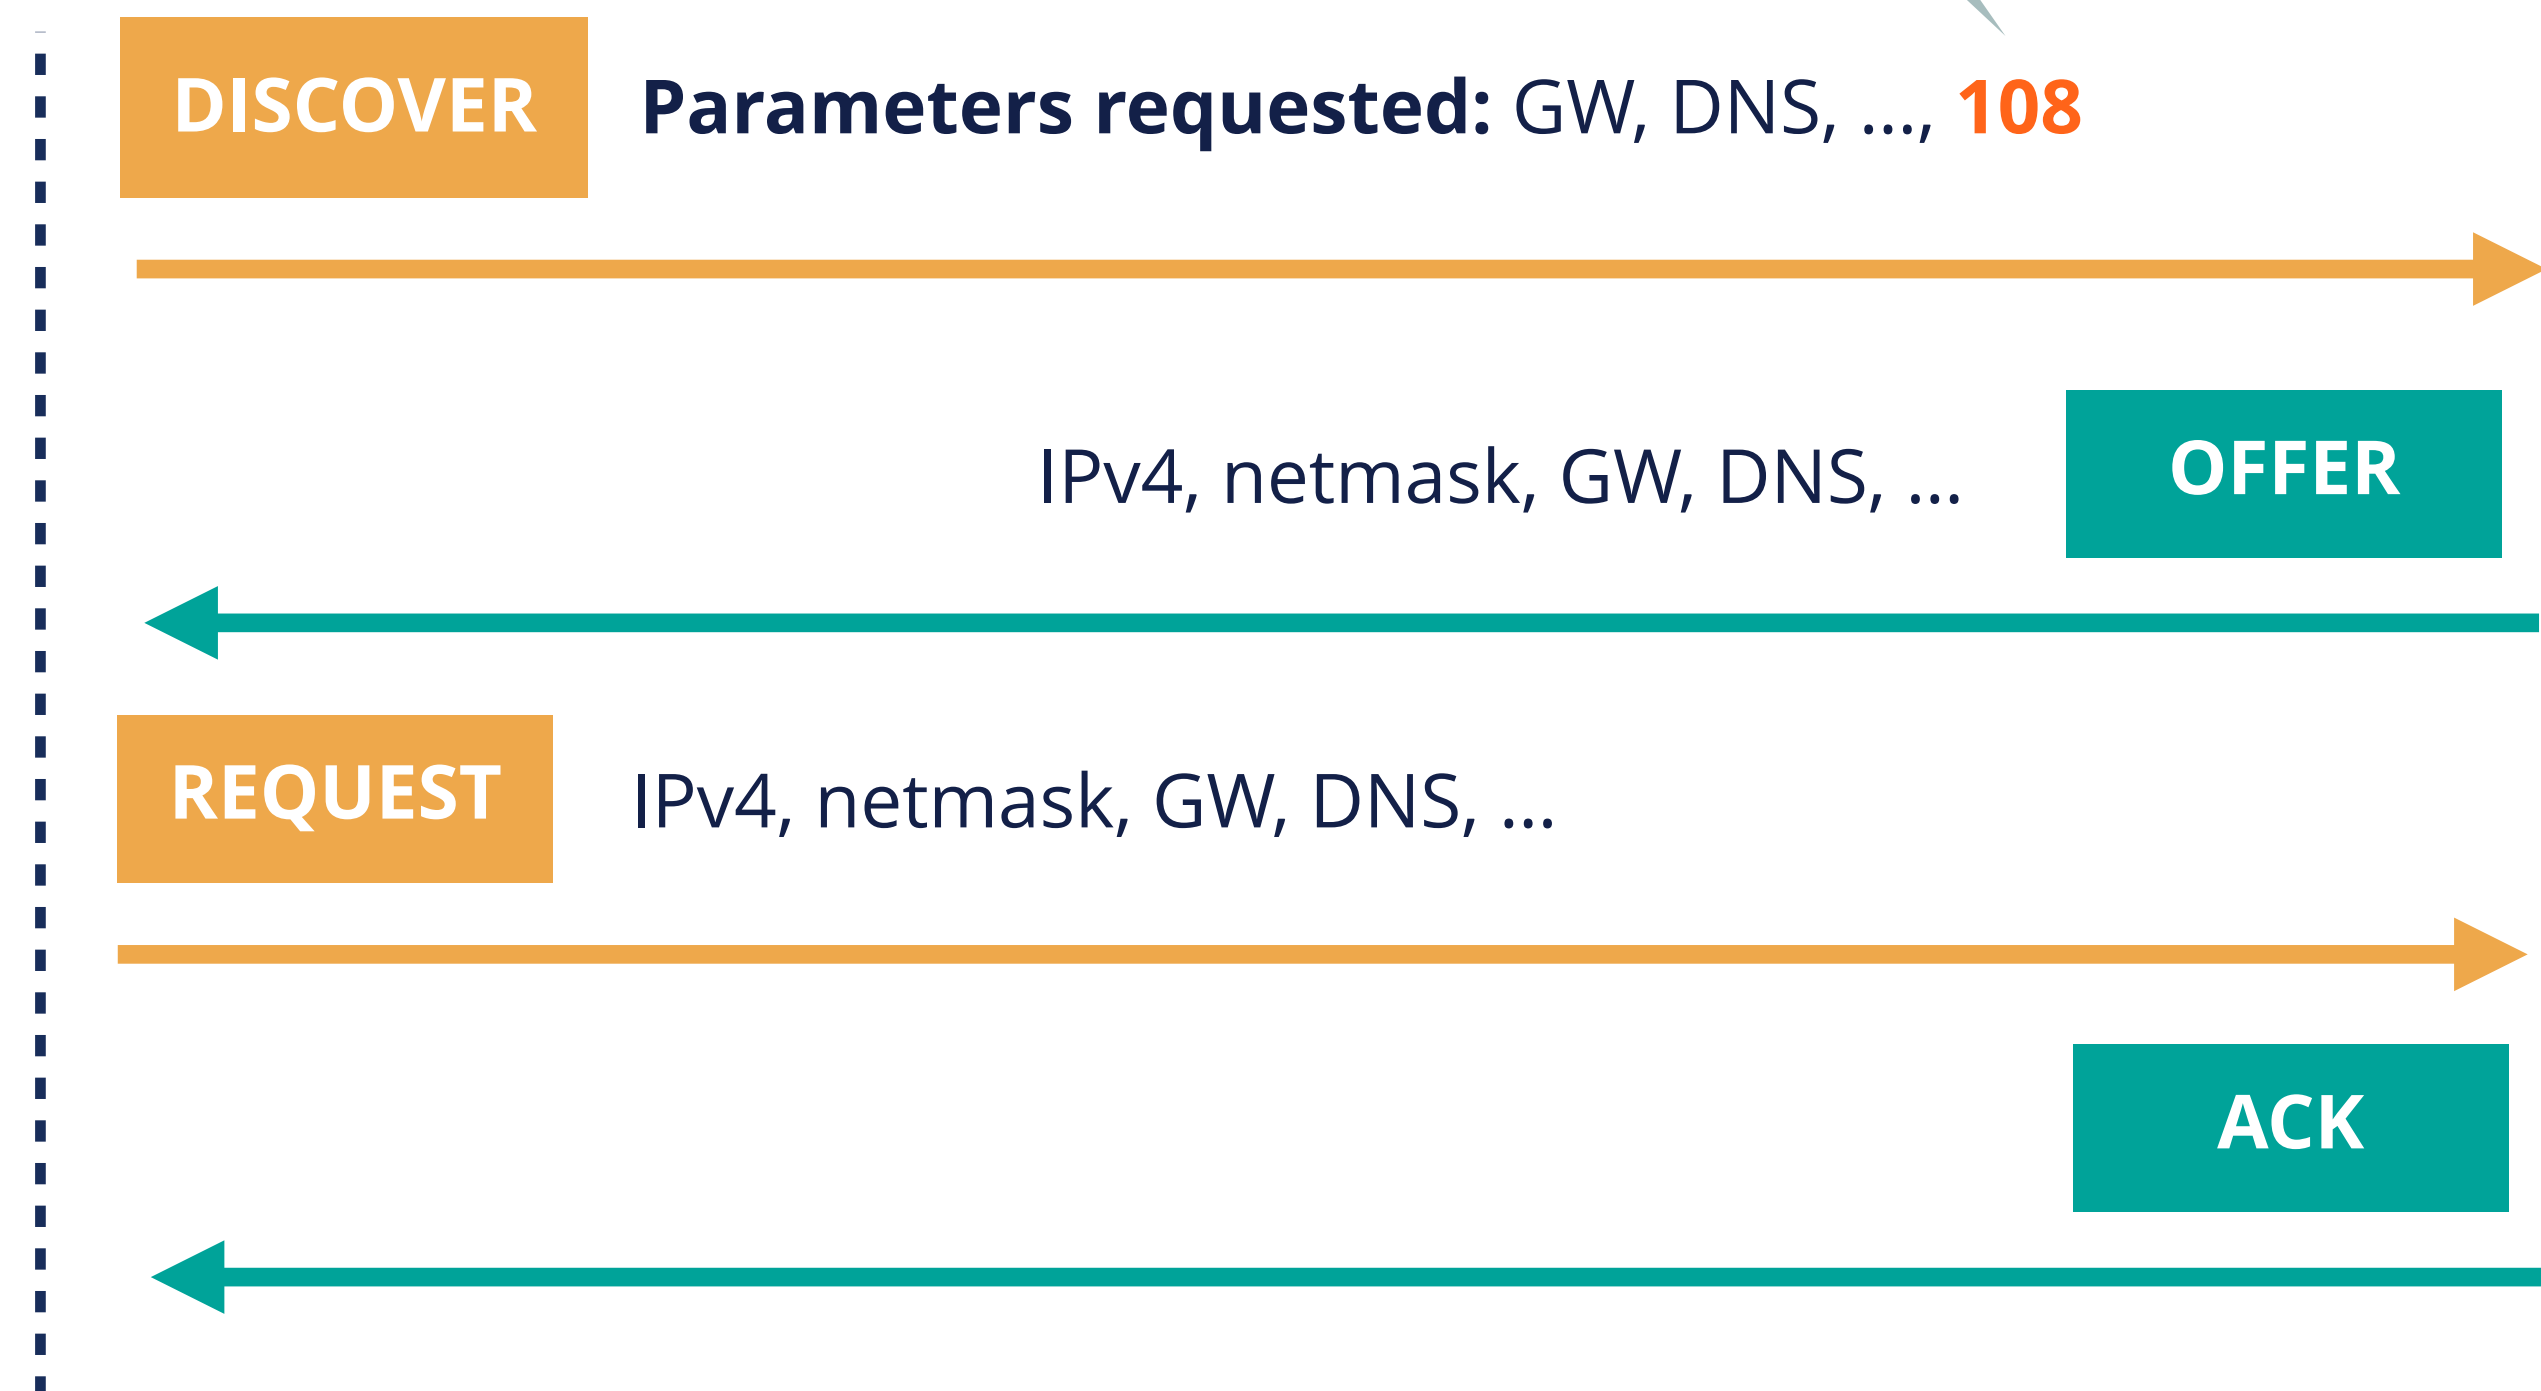 DISCOVER
Parameters requested: GW, DNS, ..., 108
IPv4, netmask, GW, DNS, ...
OFFER
REQUEST
IPv4, netmask, GW, DNS, ...
ACK